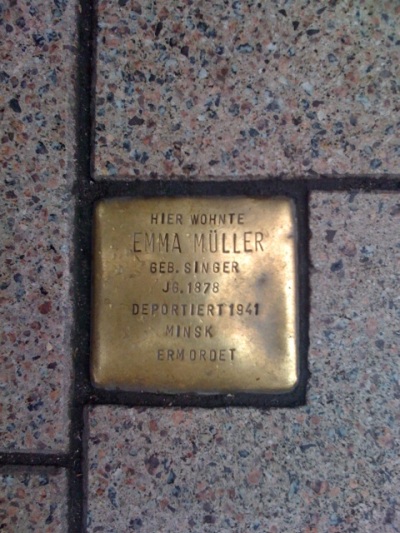 HIER WOHNTE
EMMA MÜLLER
GEB. SINGER
JG. 1878
DEPORTIERT 1941
MINSK
ERMORDET